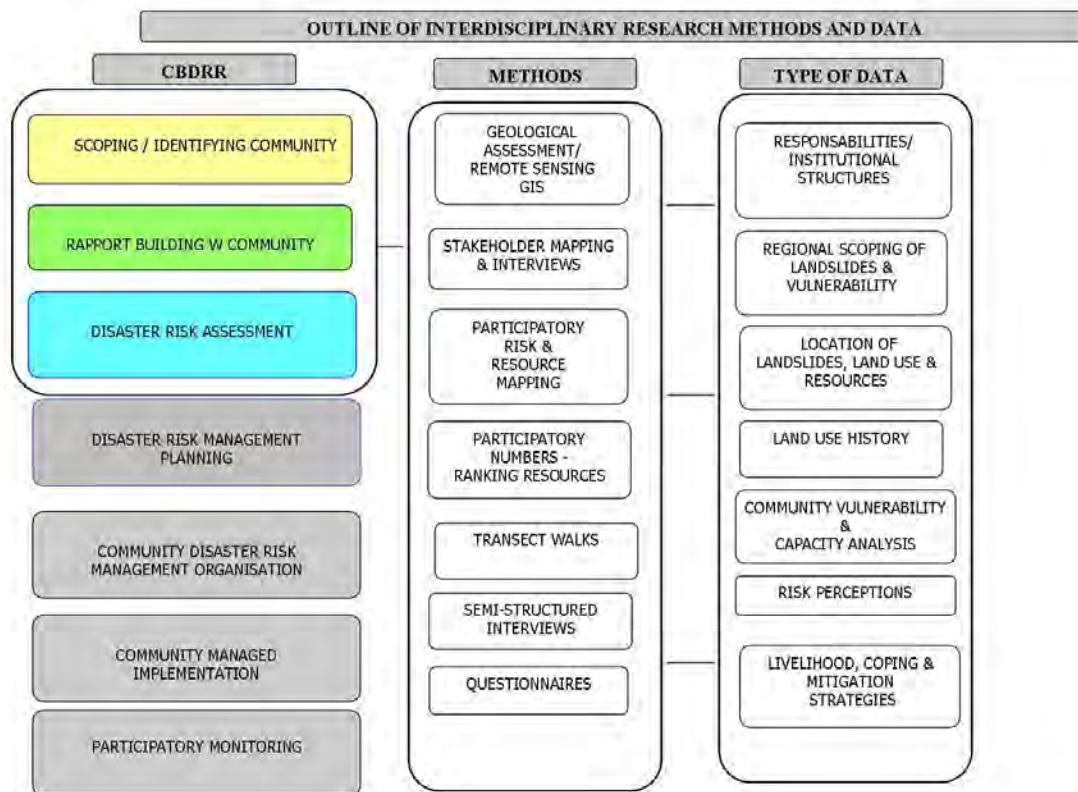 OUTLINE OF INTERDISCIPLINARY RESEARCH METHODS AND DATA
CBDRR
SCOPING / IDENTIFYING COMMUNITY
RAPPORT BUILDING W COMMUNITY
DISASTER RISK ASSESSMENT
DISASTER RISK MANAGEMENT
PLANNING
COMMUNITY DISASTER RISK
MANAGEMENT ORGANISATION
COMMUNITY MANAGED
IMPLEMENTATION
PARTICIPATORY MONITORING
METHODS
GEOLOGICAL
ASSESSMENT/
REMOTE SENSING
GIS
STAKEHOLDER MAPPING
& INTERVIEWS
PARTICIPATORY
RISK &
RESOURCE
MAPPING
PARTICIPATORY
NUMBERS -
RANKING RESOURCES
TRANSECT WALKS
SEMI-STRUCTURED
INTERVIEWS
QUESTIONNAIRES
TYPE OF DATA
RESPONSABILITIES/
INSTITUTIONAL
STRUCTURES
REGIONAL SCOPING OF
LANDSLIDES &
VULNERABILITY
LOCATION OF
LANDSLIDES, LAND USE &
RESOURCES
LAND USE HISTORY
COMMUNITY VULNERABILITY
&
CAPACITY ANALYSIS
RISK PERCEPTIONS
LIVELIHOOD, COPING &
MITIGATION
STRATEGIES